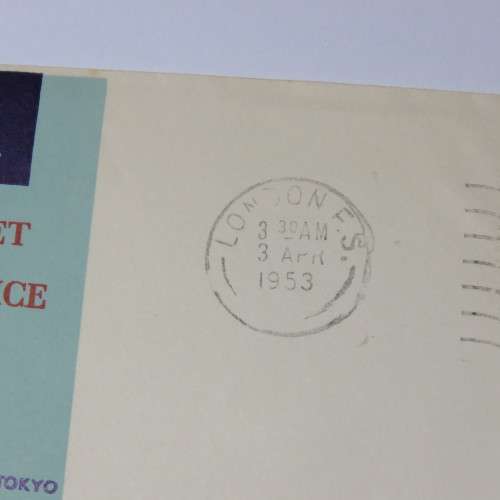 ET
ICE
TOKYO
LONDON F.S.
3 30AM
3 APR
1953